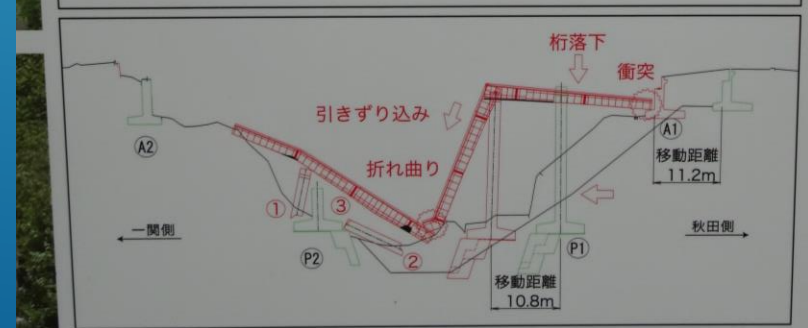 桁落下
衝突
引きずり込み
折れ曲り
A2
A1
移動距離
11.2m
①
③
一関側
秋田側
P2
②
P1
移動距離
10.8m